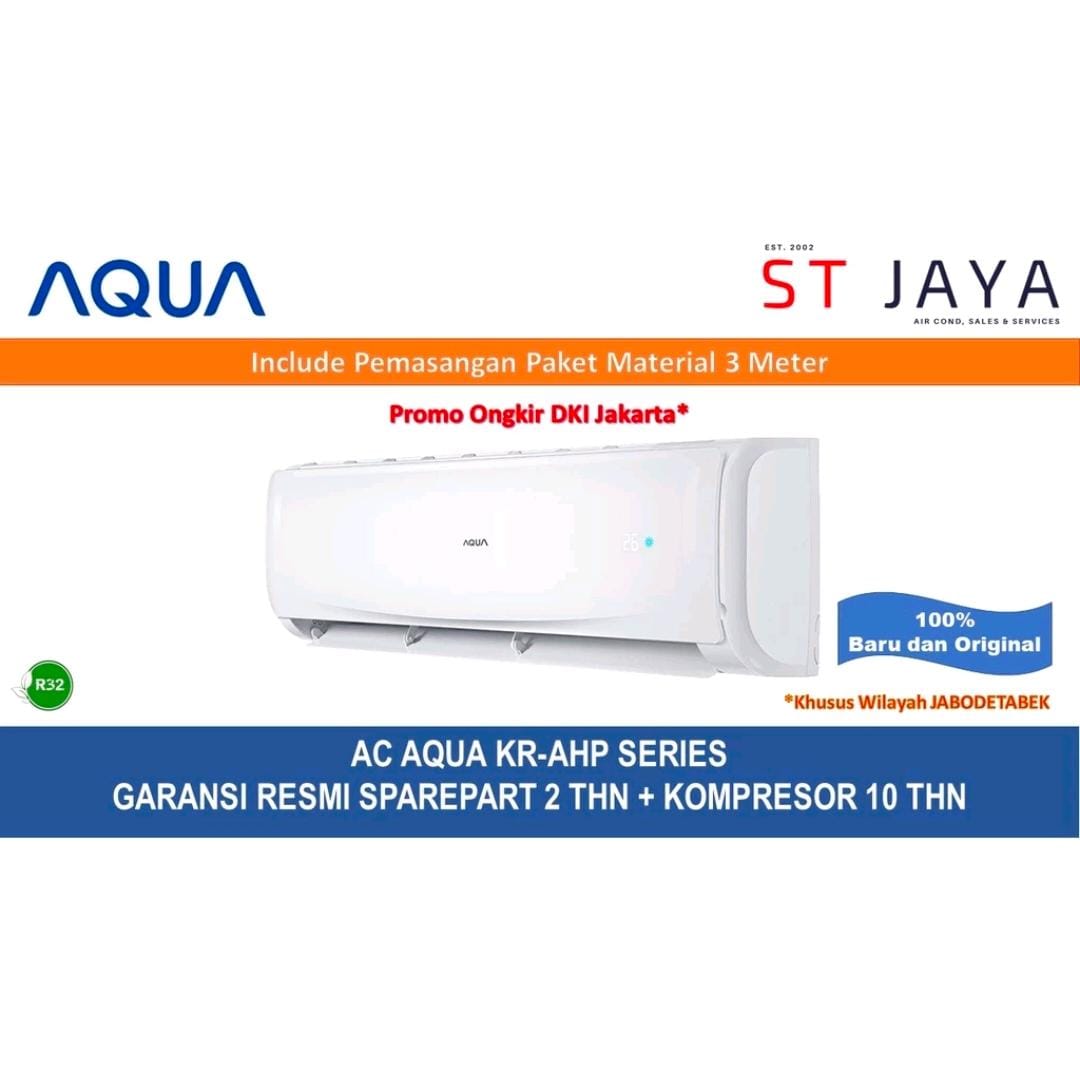 AQUA
EST. 2002
ST JAYA
AIR COND, SALES & SERVICES
Include Pemasangan Paket Material 3 Meter
Promo Ongkir DKI Jakarta*
AQUA
26
100%
Baru dan Original
R32
*Khusus Wilayah JABODETABEK
AC AQUA KR-AHP SERIES
GARANSI RESMI SPAREPART 2 THN + KOMPRESOR 10 THN